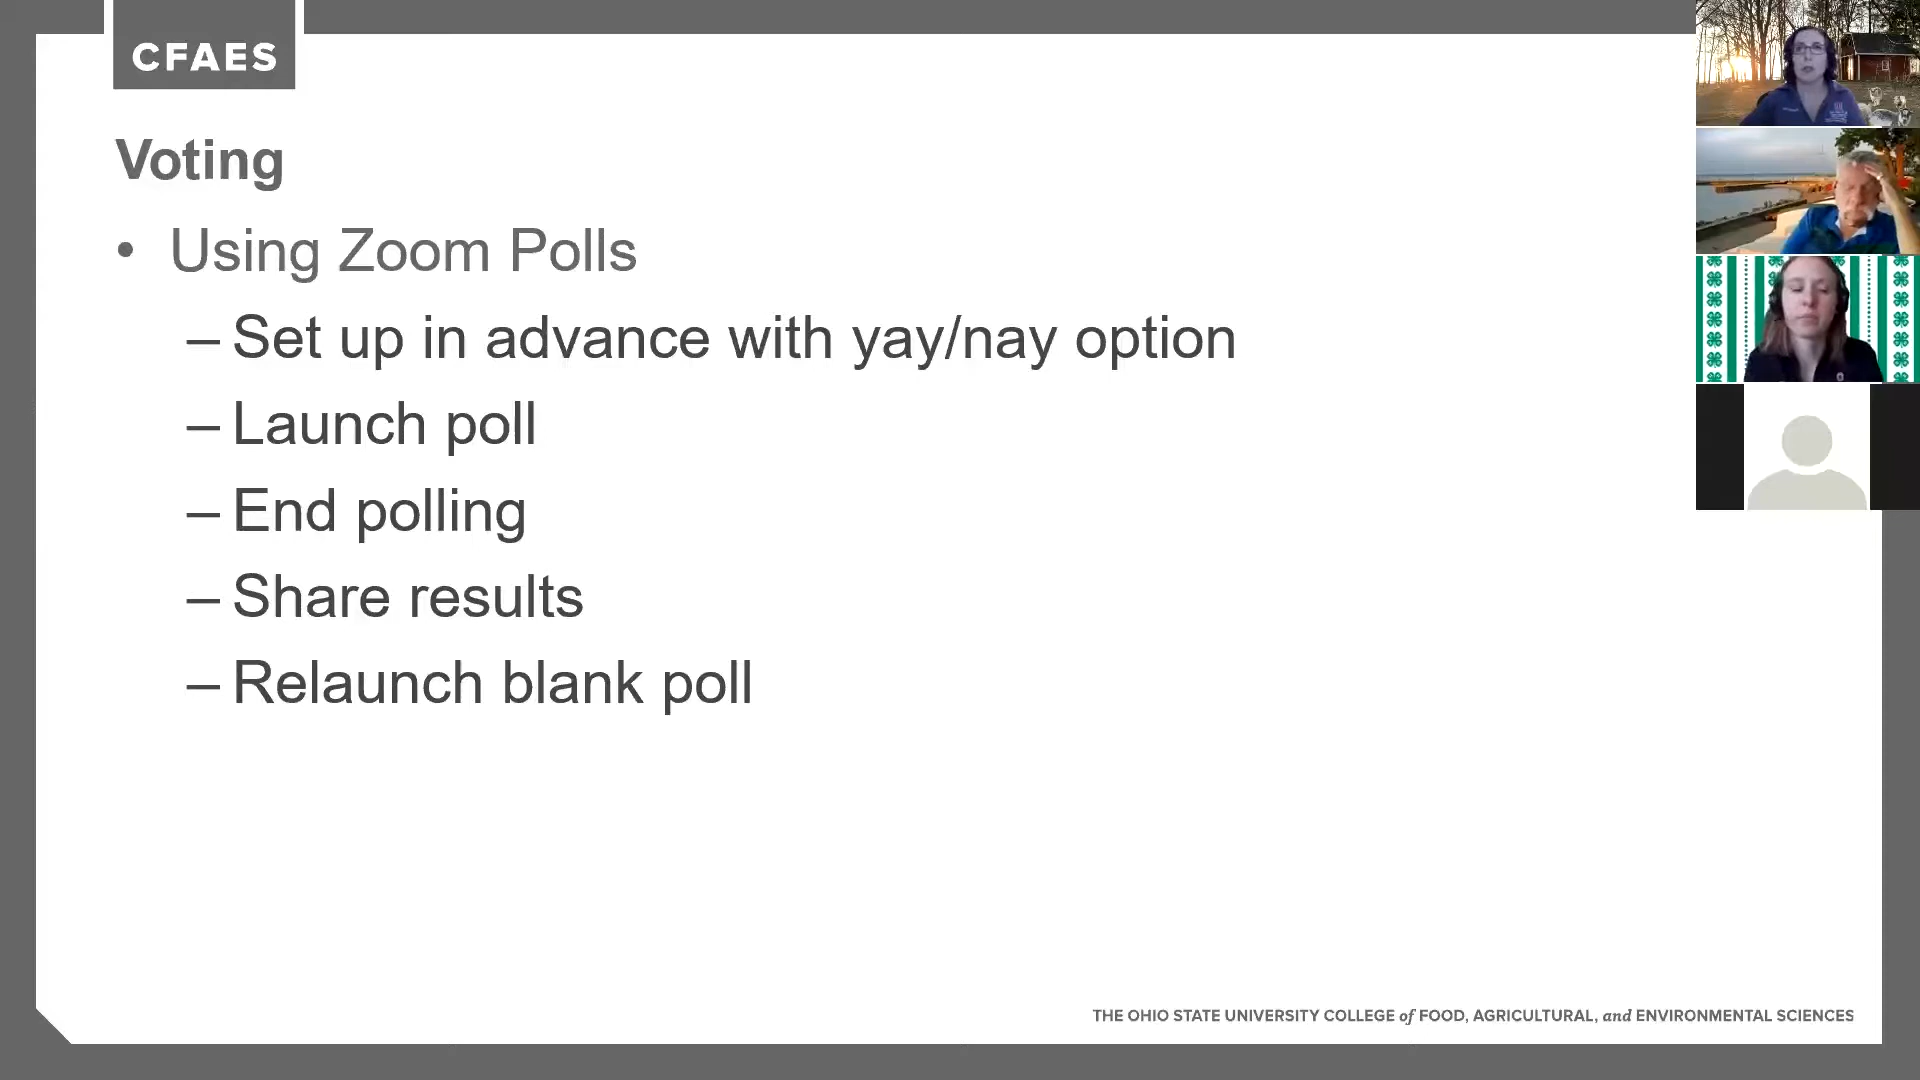 CFAES
Voting
• Using Zoom Polls
– Set up in advance with yay/nay option
– Launch poll
– End polling
– Share results
– Relaunch blank poll
THE OHIO STATE UNIVERSITY COLLEGE of FOOD, AGRICULTURAL, and ENVIRONMENTAL SCIENCES